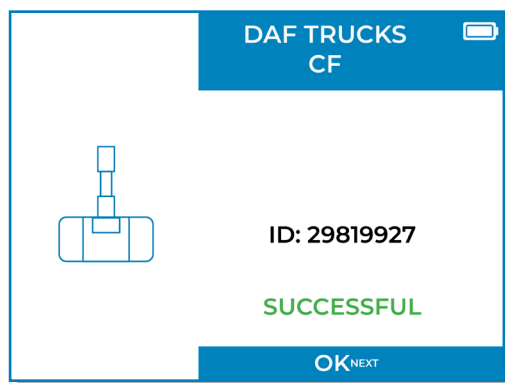 DAF TRUCKS
CF
ID: 29819927
SUCCESSFUL
OK NEXT